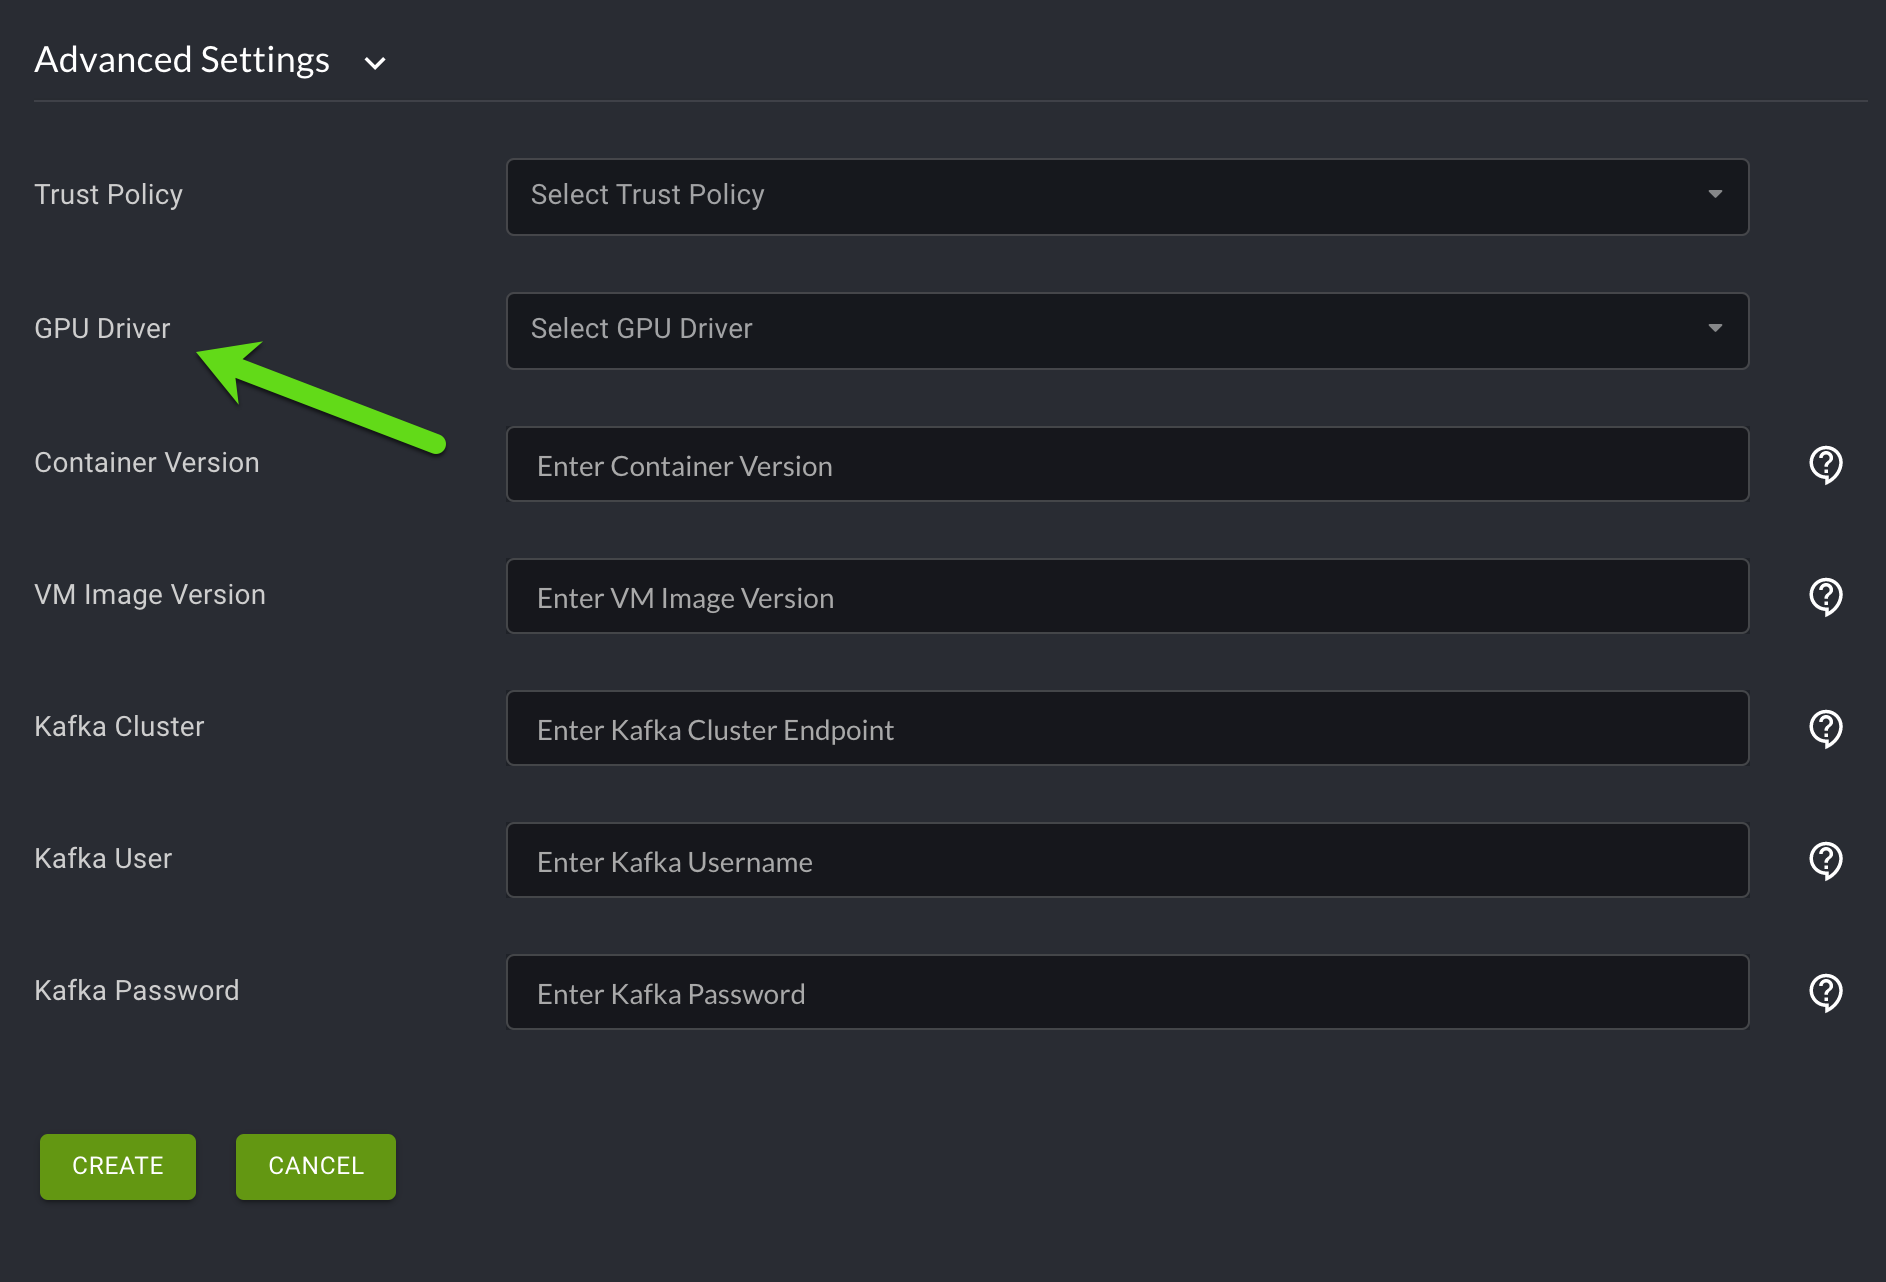 Advanced Settings
Trust Policy
Select Trust Policy
GPU Driver
Select GPU Driver
Container Version
Enter Container Version
VM Image Version
Enter VM Image Version
Kafka Cluster
Enter Kafka Cluster Endpoint
Kafka User
Enter Kafka Username
Kafka Password
Enter Kafka Password
CREATE
CANCEL